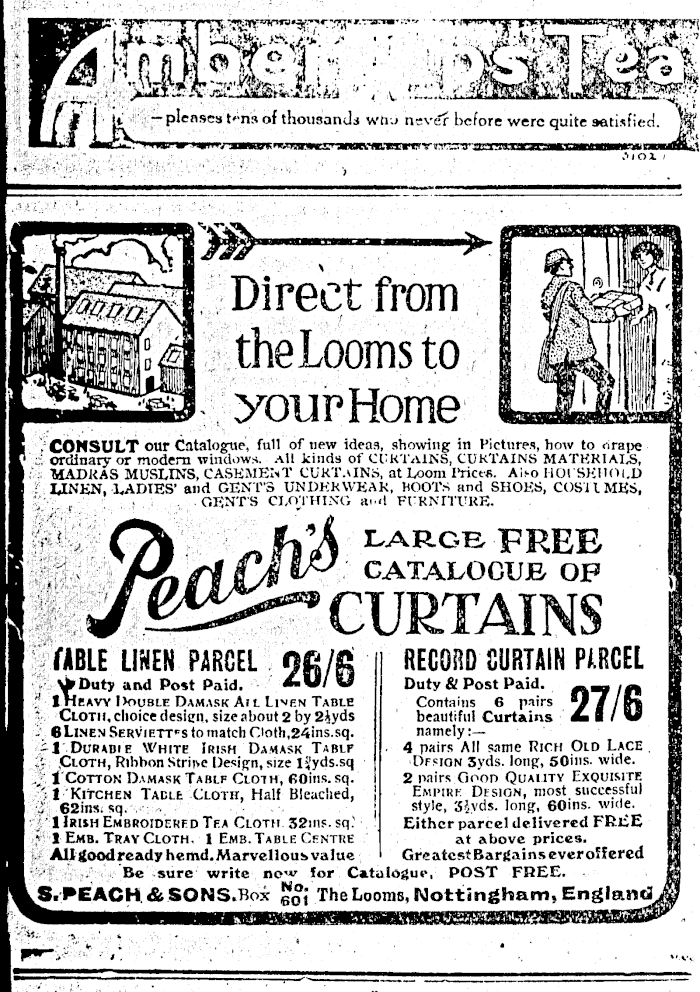 Amber Tips Tea
—pleases tens of thousands who never before were quite satisfied.
Direct from
the Looms to
your Home
CONSULT our Catalogue, full of new ideas, showing in Pictures, how to drape
ordinary or modern windows. All kinds of CURTAINS, CURTAINS MATERIALS,
MADRAS MUSLINS, CASEMENT CURTAINS, at Loom Prices. Also HOUSEHOLD
LINEN, LADIES' and GENT'S UNDERWEAR, BOOTS and SHOES, COSTUMES,
GENT'S CLOTHING and FURNITURE.
Peach's
LARGE FREE
CATALOGUE OF
CURTAINS
TABLE LINEN PARCEL 26/6
Duty and Post Paid.
1 HEAVY DOUBLE DAMASK ALL LINEN TABLE
CLOTH, choice design, size about 2 by 2½yds
6 LINEN SERVIETTES to match Cloth, 24ins.sq.
1 DURABLE WHITE IRISH DAMASK TABLE
CLOTH, Ribbon Stripe Design, size yds.sq
1 COTTON DAMASK TABLE CLOTH, 60ins. sq.
1 KITCHEN TABLE CLOTH, Half Bleached,
62ins. sq.
1 IRISH EMBROIDERED TEA CLOTH 32ins. sq.
1 EMB. TRAY CLOTH. 1 EMB. TABLE CENTRE
All good ready hemd. Marvellous value
RECORD CURTAIN PARCEL
Duty & Post Paid.
27/6
Contains 6 pairs
beautiful Curtains
namely:—
4 pairs All same RICH OLD LACE
DESIGN 3yds. long, 50ins. wide.
2 pairs GOOD QUALITY EXQUISITE
EMPIRE DESIGN, most successful
style, 3½yds. long, 60ins. wide.
Either parcel delivered FREE
at above prices.
Greatest Bargains ever offered
Be sure write now for Catalogue, POST FREE.
S. PEACH & SONS. Box No. 601 The Looms, Nottingham, England